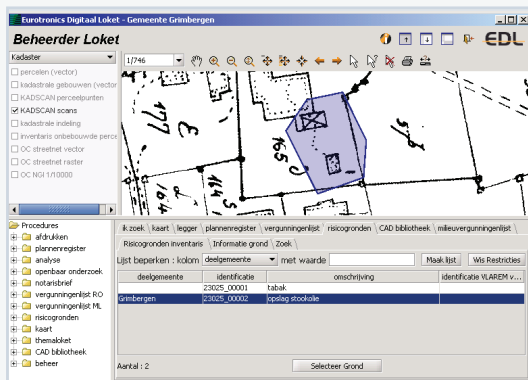 Eurotronics Digitaal Loket - Gemeente Grimbergen
Beheerder Loket
EDL
Kadaster
1/746
percelen (vector)
kadastrale gebouwen (vector
KADSCAN perceelpunten
KADSCAN scans
kadastrale indeling
inventaris onbebouwde perce
OC streetnet vector
OC streetnet raster
OC NGI 1/10000
177
165
164
164
Procedures
afdrukken
plannenregister
analyse
openbaar onderzoek
notarisbrief
vergunningenlijst RO
vergunningenlijst ML
risicogronden
kaart
themaloket
CAD bibliotheek
beheer
ik zoek kaart legger plannenregister vergunningenlijst risicogronden CAD bibliotheek milieuvergunningenlijst
Risicogronden inventaris Informatie grond Zoek
Lijst beperken : kolom deelgemeente met waarde Maak lijst Wis Restricties
deelgemeente identificatie omschrijving identificatie VLAREM v...
23025_00001 tabak
Grimbergen 23025_00002 opslag stookolie
Aantal : 2 Selecteer Grond